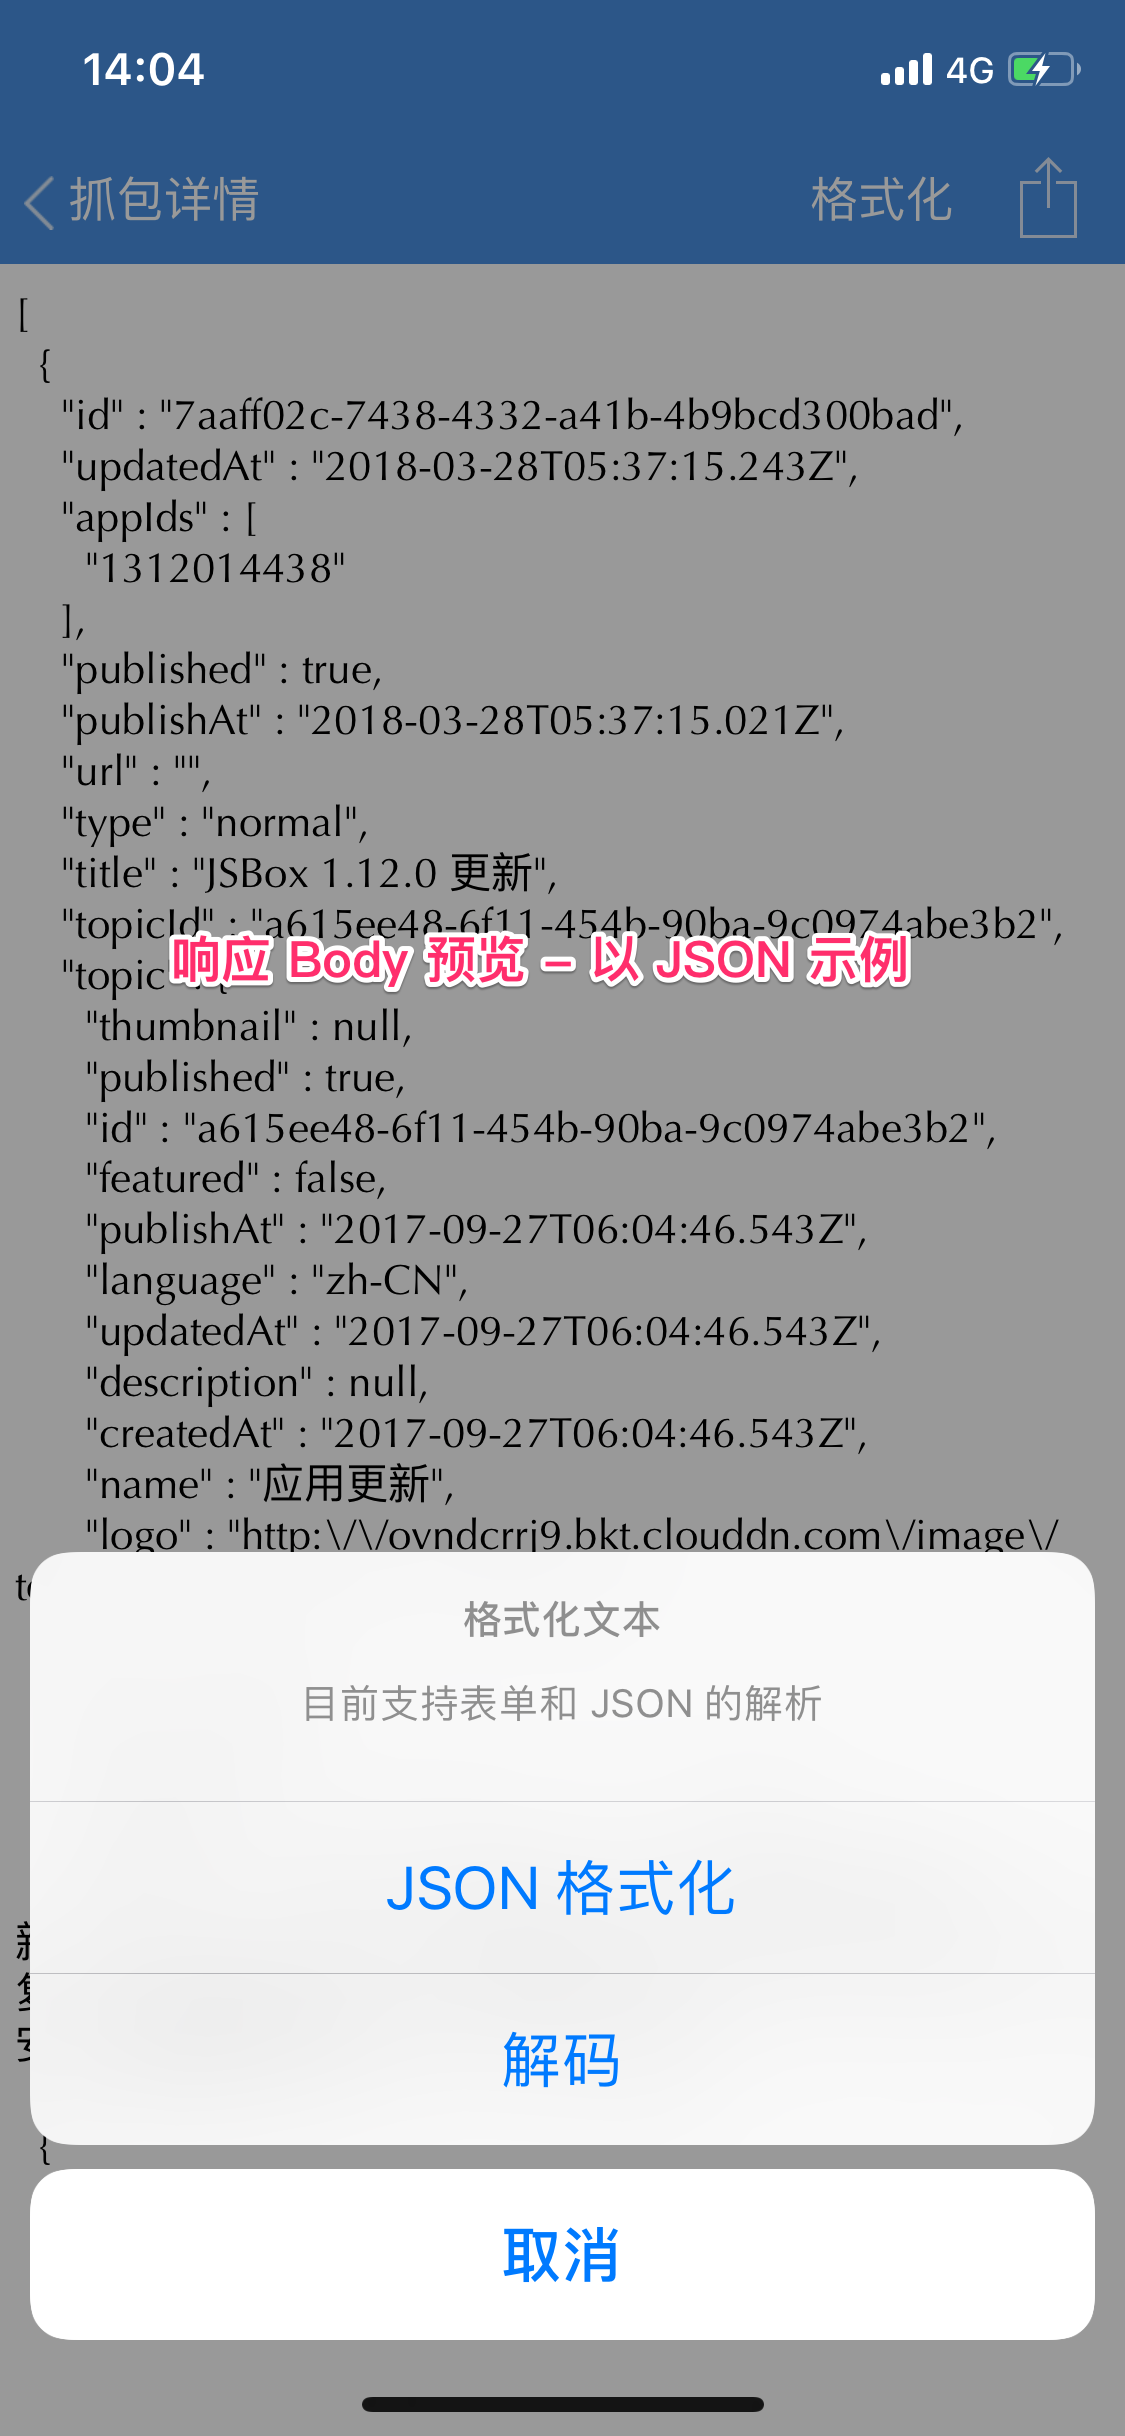 14:04
4G
抓包详情
格式化
[
{
"id" : "7aaff02c-7438-4332-a41b-4b9bcd300bad",
"updatedAt" : "2018-03-28T05:37:15.243Z",
"appIds" : [
"1312014438"
],
"published" : true,
"publishAt" : "2018-03-28T05:37:15.021Z",
"url" : "",
"type" : "normal",
"title" : "JSBox 1.12.0 更新",
"topicId" : "a615ee48-6f11-454b-90ba-9c0974abe3b2",
响应 Body 预览 – 以 JSON 示例
"topic" : {
"thumbnail" : null,
"published" : true,
"id" : "a615ee48-6f11-454b-90ba-9c0974abe3b2",
"featured" : false,
"publishAt" : "2017-09-27T06:04:46.543Z",
"language" : "zh-CN",
"updatedAt" : "2017-09-27T06:04:46.543Z",
"description" : null,
"createdAt" : "2017-09-27T06:04:46.543Z",
"name" : "应用更新",
"logo" : "http:\/\/ovndcrrj9.bkt.clouddn.com\/image\/
格式化文本
目前支持表单和 JSON 的解析
JSON 格式化
解码
{
取消